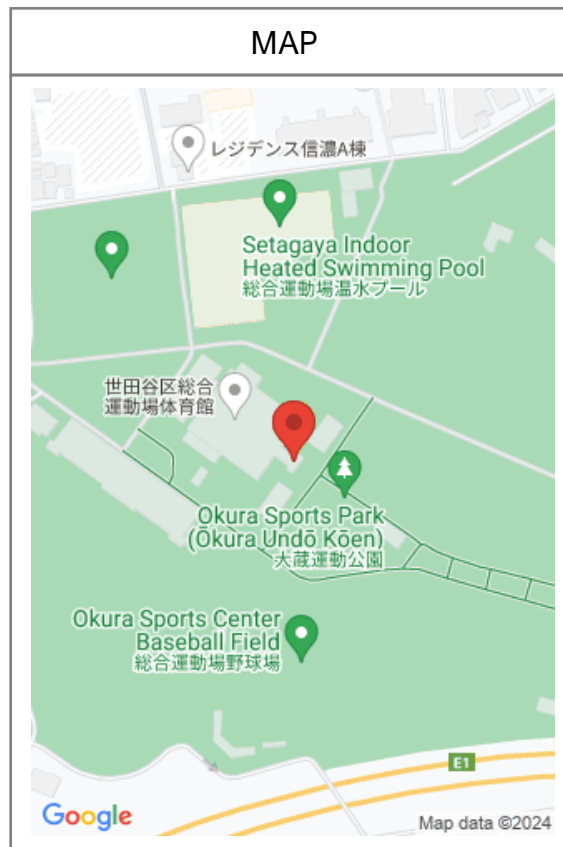 MAP
レジデンス信濃A棟
Setagaya Indoor
Heated Swimming Pool
総合運動場温水プール
世田谷区総合
運動場体育館
Okura Sports Park
(Ōkura Undō Kōen)
大蔵運動公園
Okura Sports Center
Baseball Field
総合運動場野球場
E1
Google
Map data ©2024